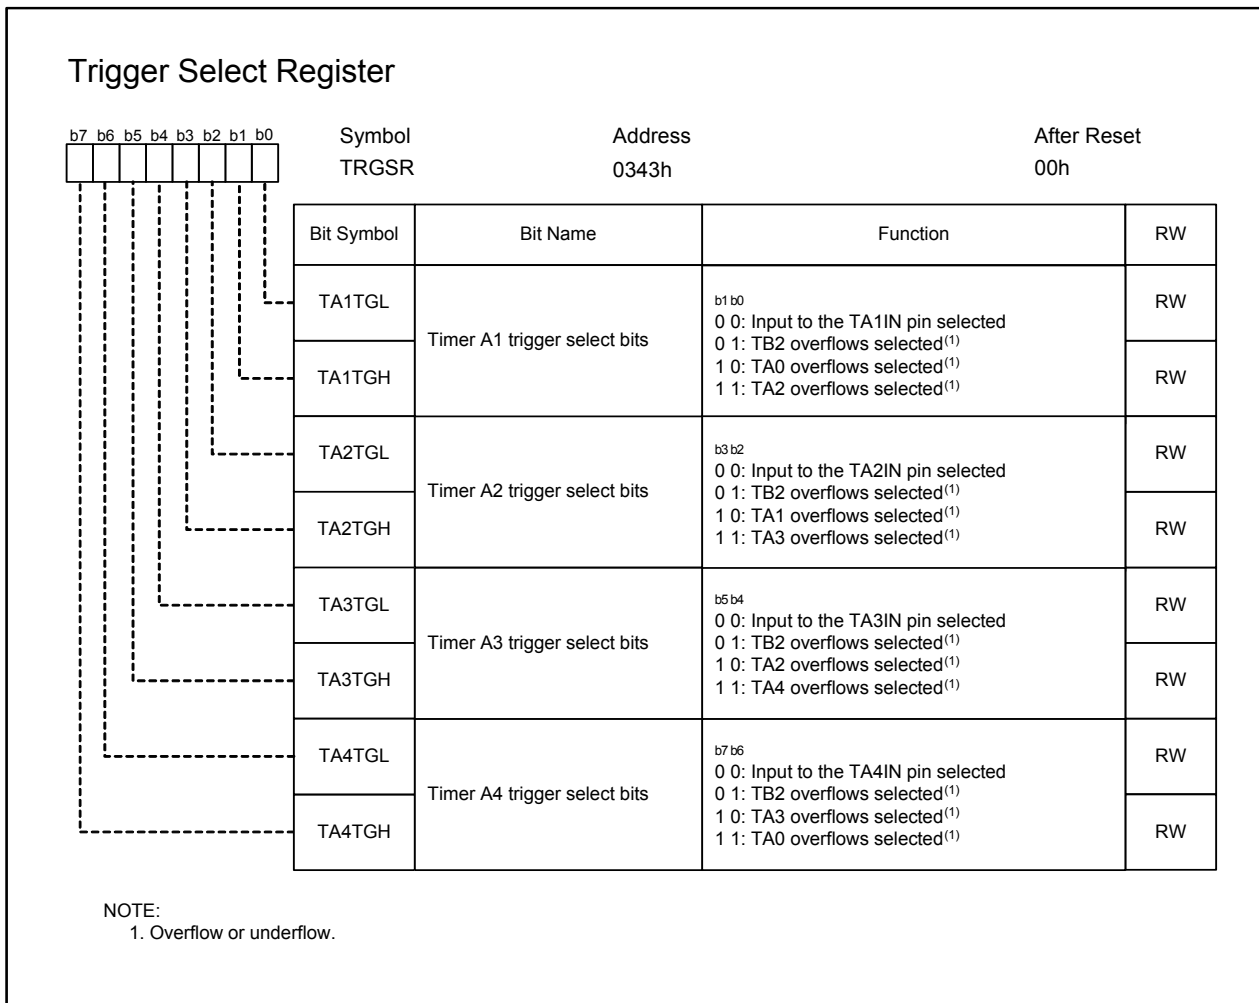 Trigger Select Register
b7 b6 b5 b4 b3 b2 b1 b0
Symbol Address After Reset
TRGSR 0343h 00h
Bit Symbol Bit Name Function RW
TA1TGL RW
TA1TGH RW
Timer A1 trigger select bits
b1 b0
0 0: Input to the TA1IN pin selected
0 1: TB2 overflows selected(1)
1 0: TA0 overflows selected(1)
1 1: TA2 overflows selected(1)
TA2TGL RW
TA2TGH RW
Timer A2 trigger select bits
b3 b2
0 0: Input to the TA2IN pin selected
0 1: TB2 overflows selected(1)
1 0: TA1 overflows selected(1)
1 1: TA3 overflows selected(1)
TA3TGL RW
TA3TGH RW
Timer A3 trigger select bits
b5 b4
0 0: Input to the TA3IN pin selected
0 1: TB2 overflows selected(1)
1 0: TA2 overflows selected(1)
1 1: TA4 overflows selected(1)
TA4TGL RW
TA4TGH RW
Timer A4 trigger select bits
b7 b6
0 0: Input to the TA4IN pin selected
0 1: TB2 overflows selected(1)
1 0: TA3 overflows selected(1)
1 1: TA0 overflows selected(1)
NOTE:
1. Overflow or underflow.